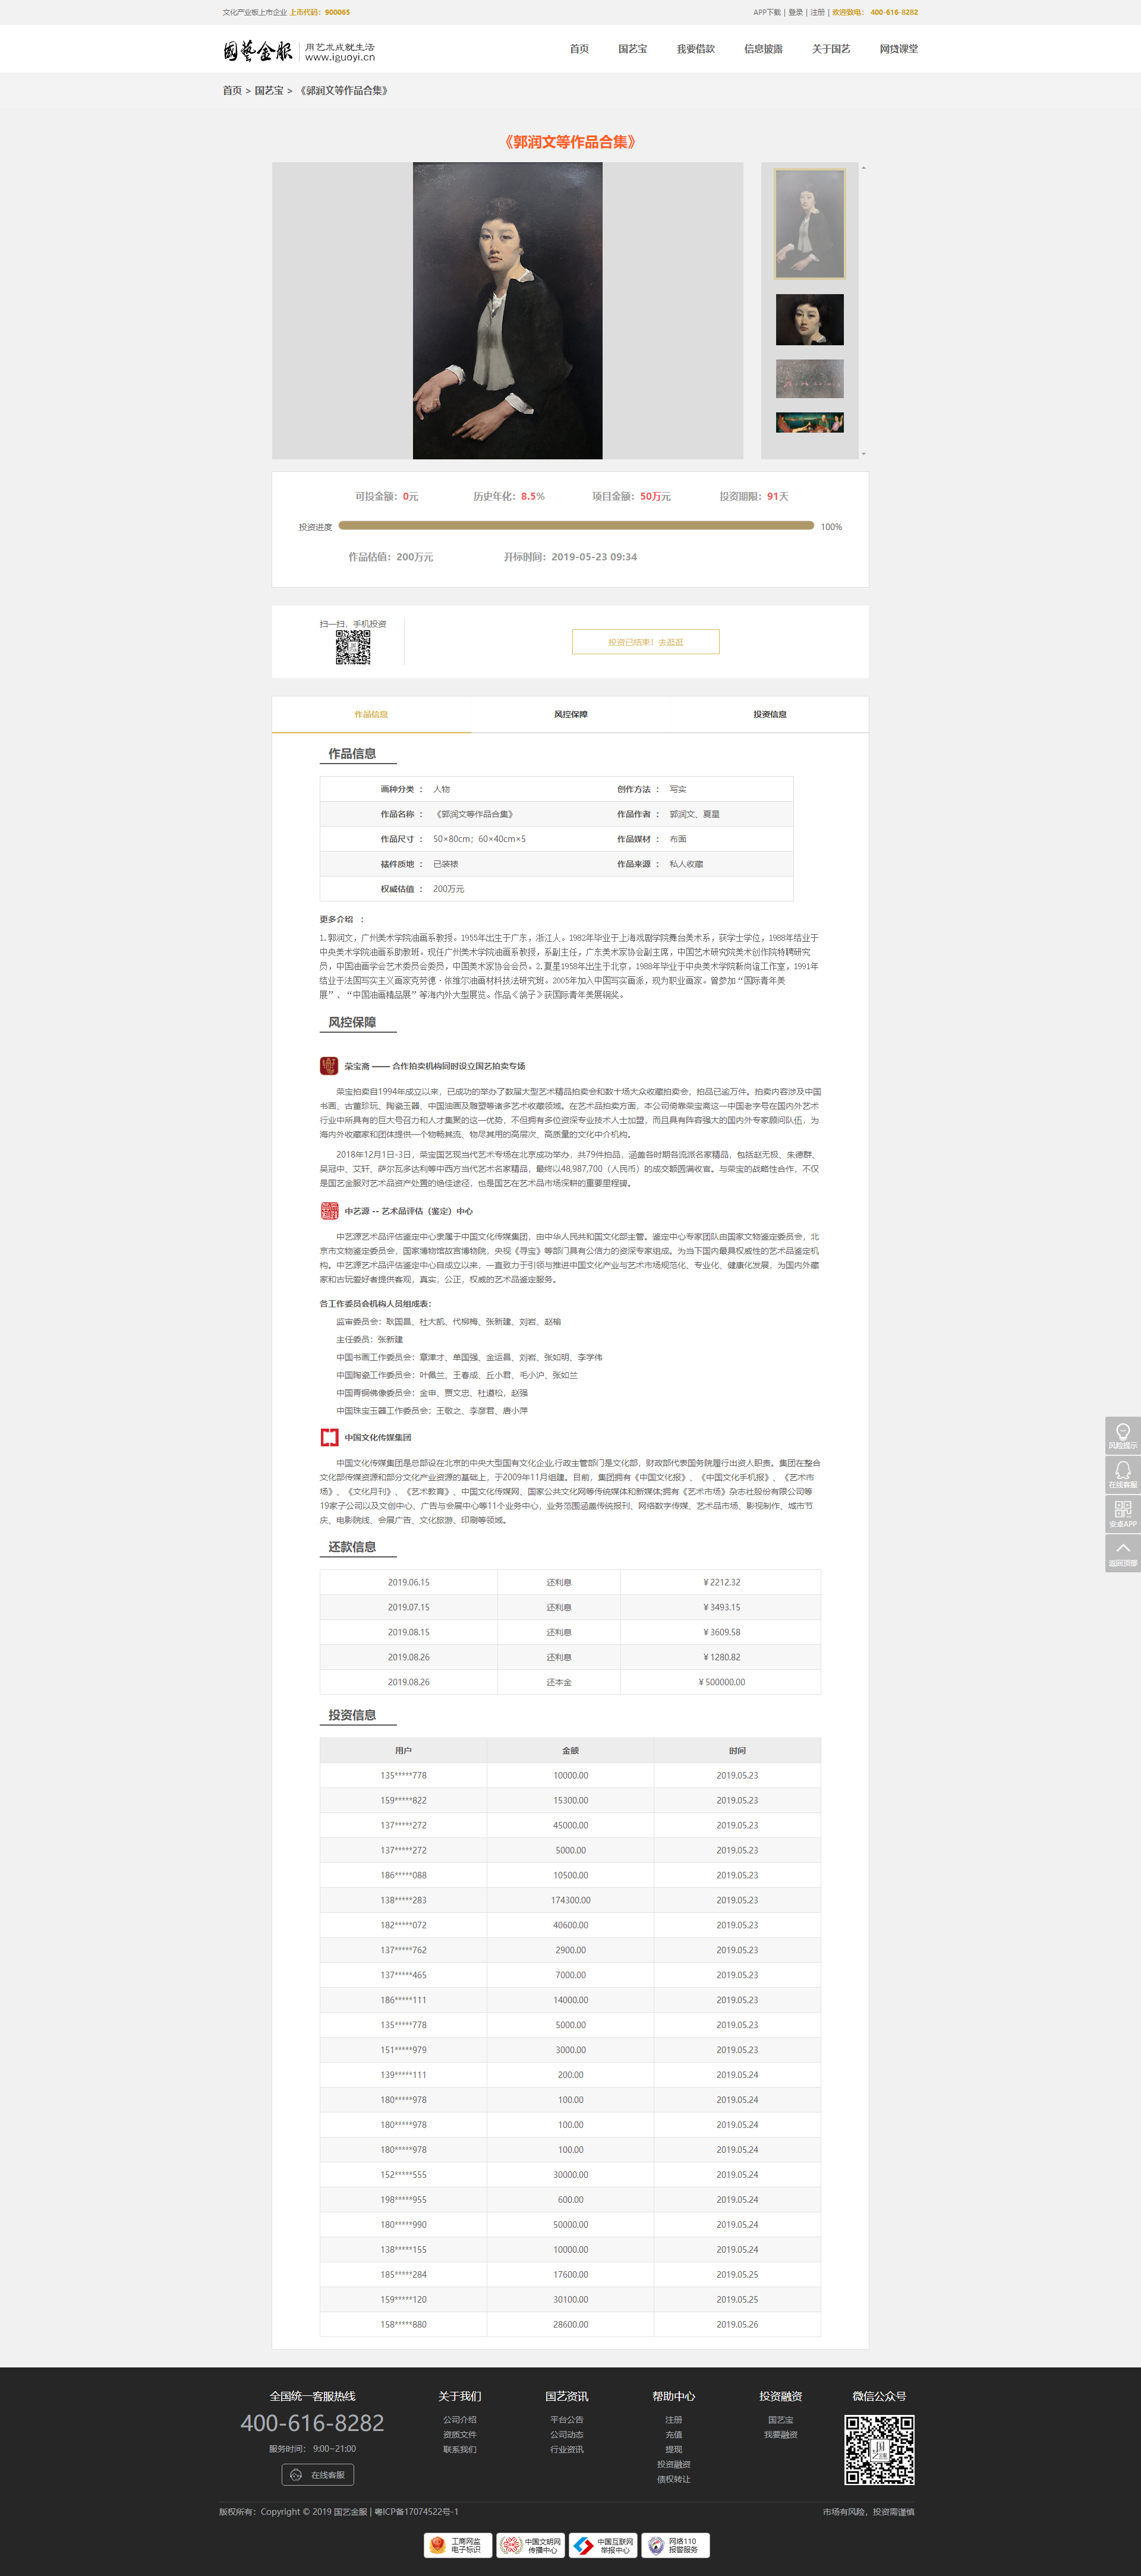 文化产业板上市企业 上市代码：900065
APP下载 | 登录 | 注册 | 欢迎致电： 400-616-8282
國藝金服 用艺术成就生活
www.iguoyi.cn
首页 国艺宝 我要借款 信息披露 关于国艺 网贷课堂
首页 > 国艺宝 > 《郭润文等作品合集》
《郭润文等作品合集》
可投金额：0元 历史年化：8.5% 项目金额：50万元 投资期限：91天
投资进度 100%
作品估值：200万元 开标时间：2019-05-23 09:34
扫一扫，手机投资
投资已结束！去逛逛
作品信息 风控保障 投资信息
作品信息
画种分类 ： 人物 创作方法 ： 写实
作品名称 ： 《郭润文等作品合集》 作品作者 ： 郭润文、夏星
作品尺寸 ： 50×80cm；60×40cm×5 作品媒材 ： 布面
裱件质地 ： 已装裱 作品来源 ： 私人收藏
权威估值 ： 200万元
更多介绍 ：
1.郭润文，广州美术学院油画系教授。1955年出生于广东，浙江人。1982年毕业于上海戏剧学院舞台美术系，获学士学位，1988年结业于
中央美术学院油画系助教班。现任广州美术学院油画系教授，系副主任，广东美术家协会副主席，中国艺术研究院美术创作院特聘研究
员，中国油画学会艺术委员会委员，中国美术家协会会员。2.夏星1958年出生于北京，1988年毕业于中央美术学院靳尚谊工作室，1991年
结业于法国写实主义画家克劳德·依维尔油画材料技法研究班。2005年加入中国写实画派，现为职业画家。曾参加“国际青年美
展”、“中国油画精品展”等海内外大型展览。作品《鸽子》获国际青年美展铜奖。
风控保障
荣宝斋 —— 合作拍卖机构同时设立国艺拍卖专场
荣宝拍卖自1994年成立以来，已成功的举办了数届大型艺术精品拍卖会和数十场大众收藏拍卖会，拍品已逾万件。拍卖内容涉及中国
书画、古董珍玩、陶瓷玉器、中国油画及雕塑等诸多艺术收藏领域。在艺术品拍卖方面，本公司倚靠荣宝斋这一中国老字号在国内外艺术
行业中所具有的巨大号召力和人才集聚的这一优势，不但拥有多位资深专业技术人士加盟，而且具有阵容强大的国内外专家顾问队伍，为
海内外收藏家和团体提供一个物畅其流、物尽其用的高层次、高质量的文化中介机构。
2018年12月1日-3日，荣宝国艺现当代艺术专场在北京成功举办，共79件拍品，涵盖各时期各流派名家精品，包括赵无极、朱德群、
吴冠中、艾轩、萨尔瓦多达利等中西方当代艺术名家精品，最终以48,987,700（人民币）的成交额圆满收官。与荣宝的战略性合作，不仅
是国艺金服对艺术品资产处置的绝佳途径，也是国艺在艺术品市场深耕的重要里程碑。
中艺源 -- 艺术品评估（鉴定）中心
中艺源艺术品评估鉴定中心隶属于中国文化传媒集团，由中华人民共和国文化部主管。鉴定中心专家团队由国家文物鉴定委员会，北
京市文物鉴定委员会，国家博物馆故宫博物院，央视《寻宝》等部门具有公信力的资深专家组成。为当下国内最具权威性的艺术品鉴定机
构。中艺源艺术品评估鉴定中心自成立以来，一直致力于引领与推进中国文化产业与艺术市场规范化、专业化、健康化发展，为国内外藏
家和古玩爱好者提供客观，真实，公正，权威的艺术品鉴定服务。
各工作委员会机构人员组成表：
监审委员会：耿国昌、杜大凯、代柳梅、张新建、刘岩、赵榆
主任委员：张新建
中国书画工作委员会：章津才、单国强、金运昌、刘岩、张如明、李学伟
中国陶瓷工作委员会：叶佩兰、王春成、丘小君、毛小沪、张如兰
中国青铜佛像委员会：金申、贾文忠、杜道松，赵强
中国珠宝玉器工作委员会：王敬之、李彦君、唐小萍
中国文化传媒集团
中国文化传媒集团是总部设在北京的中央大型国有文化企业,行政主管部门是文化部，财政部代表国务院履行出资人职责。集团在整合
文化部传媒资源和部分文化产业资源的基础上，于2009年11月组建。目前，集团拥有《中国文化报》、《中国文化手机报》、《艺术市
场》、《文化月刊》、《艺术教育》、中国文化传媒网、国家公共文化网等传统媒体和新媒体;拥有《艺术市场》杂志社股份有限公司等
19家子公司以及文创中心、广告与会展中心等11个业务中心，业务范围涵盖传统报刊、网络数字传媒、艺术品市场、影视制作、城市节
庆、电影院线、会展广告、文化旅游、印刷等领域。
风险提示
在线客服
安卓APP
返回顶部
还款信息
2019.06.15 还利息 ¥ 2212.32
2019.07.15 还利息 ¥ 3493.15
2019.08.15 还利息 ¥ 3609.58
2019.08.26 还利息 ¥ 1280.82
2019.08.26 还本金 ¥ 500000.00
投资信息
用户 金额 时间
135*****778 10000.00 2019.05.23
159*****822 15300.00 2019.05.23
137*****272 45000.00 2019.05.23
137*****272 5000.00 2019.05.23
186*****088 10500.00 2019.05.23
138*****283 174300.00 2019.05.23
182*****072 40600.00 2019.05.23
137*****762 2900.00 2019.05.23
137*****465 7000.00 2019.05.23
186*****111 14000.00 2019.05.23
135*****778 5000.00 2019.05.23
151*****979 3000.00 2019.05.23
139*****111 200.00 2019.05.24
180*****978 100.00 2019.05.24
180*****978 100.00 2019.05.24
180*****978 100.00 2019.05.24
152*****555 30000.00 2019.05.24
198*****955 600.00 2019.05.24
180*****990 50000.00 2019.05.24
138*****155 10000.00 2019.05.24
185*****284 17600.00 2019.05.25
159*****120 30100.00 2019.05.25
158*****880 28600.00 2019.05.26
全国统一客服热线 关于我们 国艺资讯 帮助中心 投资融资 微信公众号
400-616-8282 公司介绍 平台公告 注册 国艺宝
资质文件 公司动态 充值 我要融资
服务时间： 9:00~21:00 联系我们 行业资讯 提现
投资融资
在线客服 债权转让
版权所有：Copyright © 2019 国艺金服 | 粤ICP备17074522号-1 市场有风险，投资需谨慎
工商网监
电子标识
中国文明网
传播中心
中国互联网
举报中心
网络110
报警服务